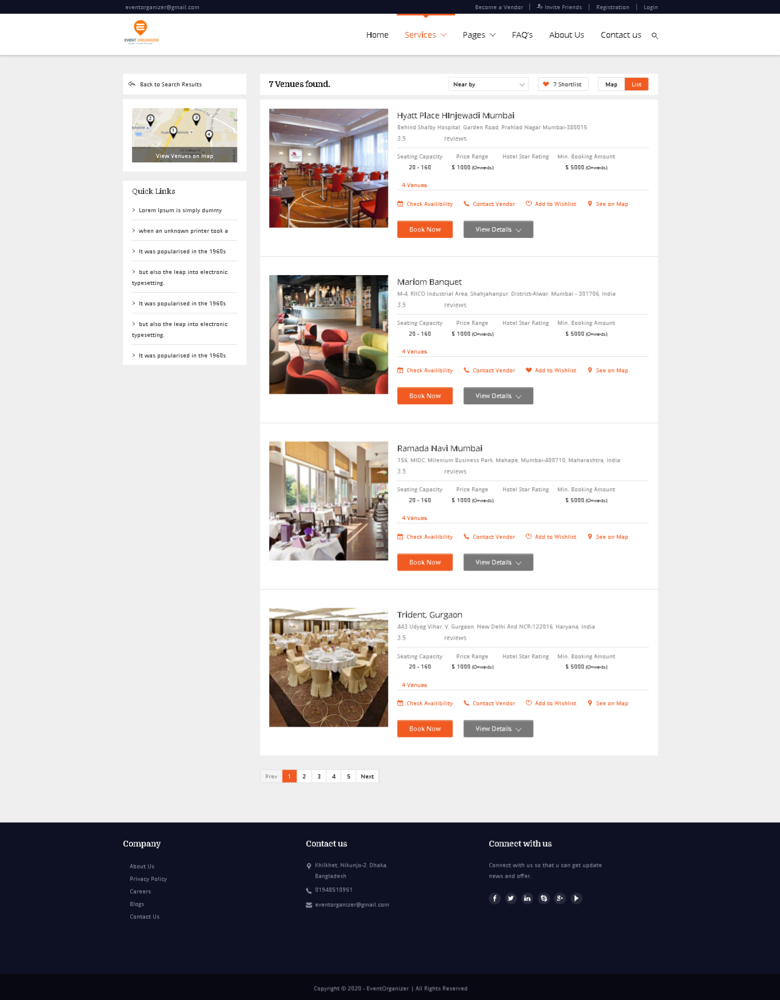 eventorganizer@gmail.com
Become a Vendor | Invite Friends | Registration | Login
EVENT ORGANIZER
Home Services Pages FAQ's About Us Contact us
Back to Search Results
7 Venues found.
Near by
7 Shortlist
Map List
2
3
1
4
View Venues on map
Quick Links
Lorem Ipsum is simply dummy
when an unknown printer took a
It was popularised in the 1960s
but also the leap into electronic
typesetting.
It was popularised in the 1960s
but also the leap into electronic
typesetting.
It was popularised in the 1960s
Hyatt Place HInjewadi Mumbai
Behind Shalby Hospital, Garden Road, Prahlad Nagar Mumbai-380015
3.5 reviews
Seating Capacity Price Range Hotel Star Rating Min. Booking Amount
20 - 160 $ 1000 (Onwards) $ 5000 (Onwards)
4 Venues
Check Availibility Contact Vendor Add to Wishlist See on Map
Book Now View Details
Mariom Banquet
M-4, RIICO Industrial Area, Shahjahanpur, District-Alwar, Mumbai - 301706, India
3.5 reviews
Seating Capacity Price Range Hotel Star Rating Min. Booking Amount
20 - 160 $ 1000 (Onwards) $ 5000 (Onwards)
4 Venues
Check Availibility Contact Vendor Add to Wishlist See on Map
Book Now View Details
Ramada Navi Mumbai
156, MIDC, Milenium Business Park, Mahape, Mumbai-400710, Maharashtra, India
3.5 reviews
Seating Capacity Price Range Hotel Star Rating Min. Booking Amount
20 - 160 $ 1000 (Onwards) $ 5000 (Onwards)
4 Venues
Check Availibility Contact Vendor Add to Wishlist See on Map
Book Now View Details
Trident, Gurgaon
443 Udyog Vihar, V, Gurgaon, New Delhi And NCR-122016, Haryana, India
3.5 reviews
Seating Capacity Price Range Hotel Star Rating Min. Booking Amount
20 - 160 $ 1000 (Onwards) $ 5000 (Onwards)
4 Venues
Check Availibility Contact Vendor Add to Wishlist See on Map
Book Now View Details
Prev 1 2 3 4 5 Next
Company
About Us
Privacy Policy
Careers
Blogs
Contact Us
Contact us
Khilkhet, Nikunjo-2, Dhaka,
Bangladesh
01948510951
eventorganizer@gmail.com
Connect with us
Connect with us so that u can get update
news and offer.
Copyright © 2020 - EventOrganizer | All Rights Reserved